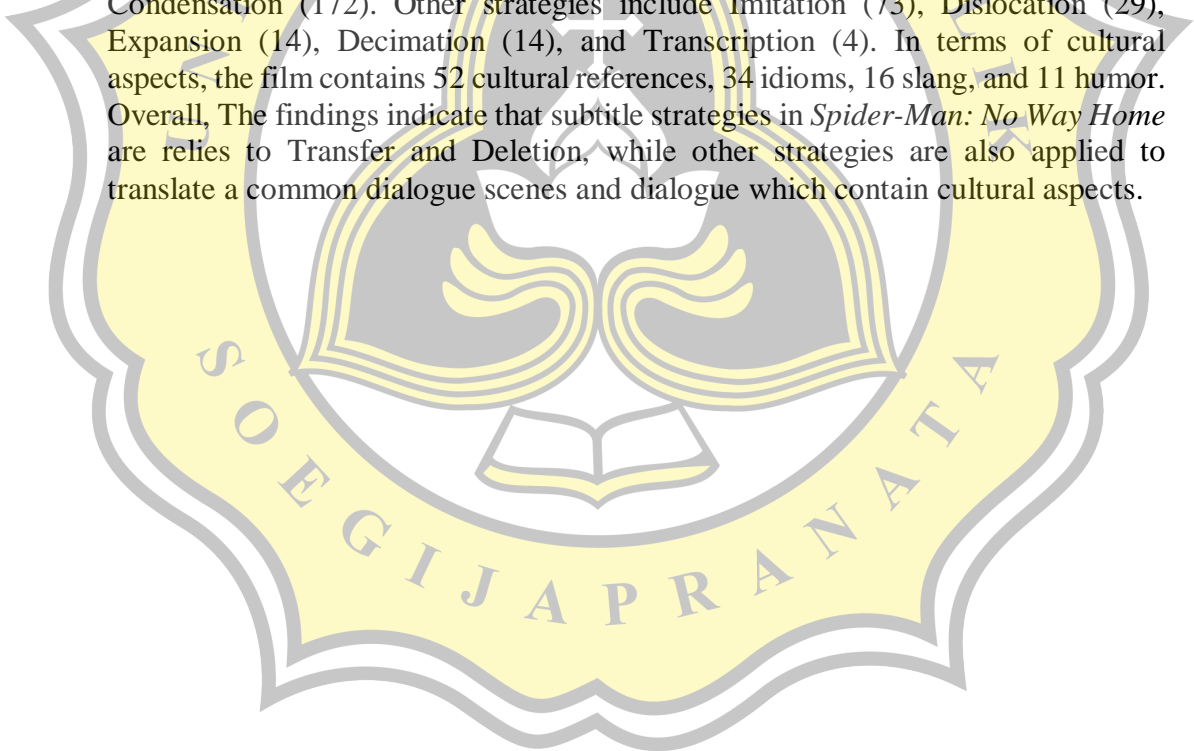 Condensation (172). Other strategies include Imitation (73), Dislocation (29),
Expansion (14), Decimation (14), and Transcription (4). In terms of cultural
aspects, the film contains 52 cultural references, 34 idioms, 16 slang, and 11 humor.
Overall, The findings indicate that subtitle strategies in Spider-Man: No Way Home
are relies to Transfer and Deletion, while other strategies are also applied to
translate a common dialogue scenes and dialogue which contain cultural aspects.
SOEGIJAPRANATA